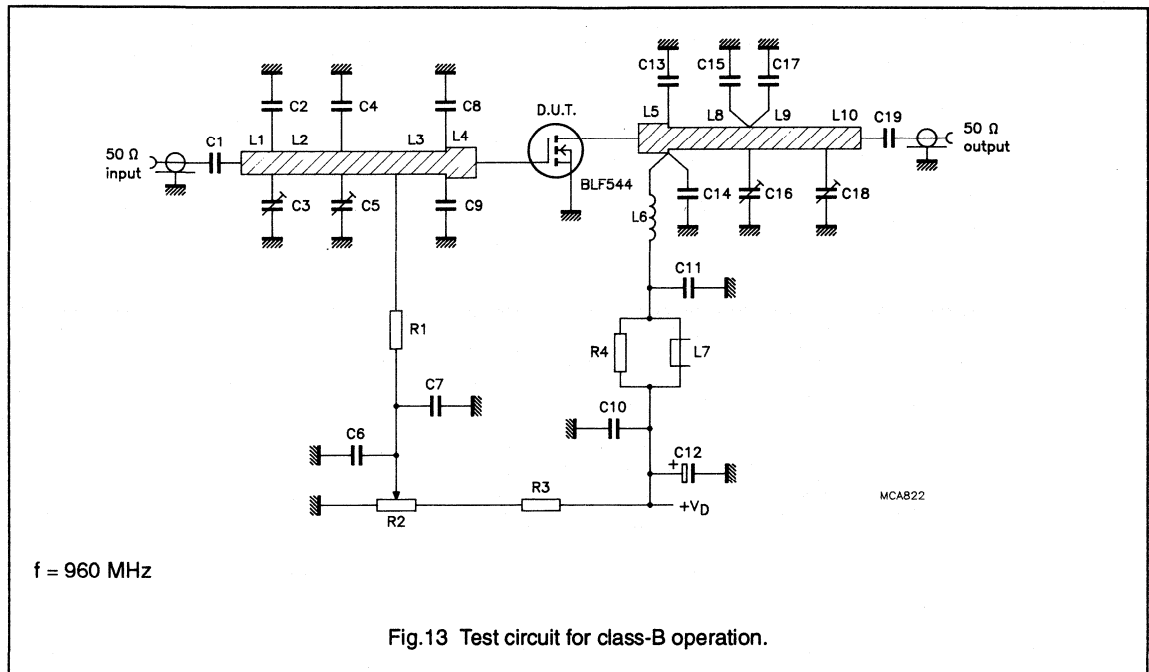 C13 C15 C17
C2 C4 C8
D.U.T.
L5 L8 L9 L10 C19
C1 L1 L2 L3 L4
50 Ω
input
50 Ω
output
BLF544
C3 C5 C9
L6 C14 C16 C18
C11
R1
R4 L7
C7
C10
C6
C12
+
R3
R2
+VD
MCA822
f = 960 MHz
Fig.13 Test circuit for class-B operation.